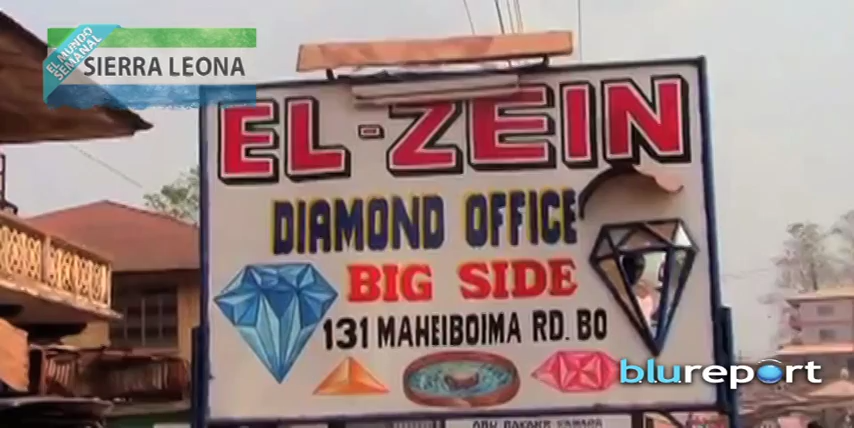 EL MUNDO
SEMANAL
SIERRA LEONA
EL-ZEIN
DIAMOND OFFICE
BIG SIDE
131 MAHEIBOIMA RD. BO
blureport